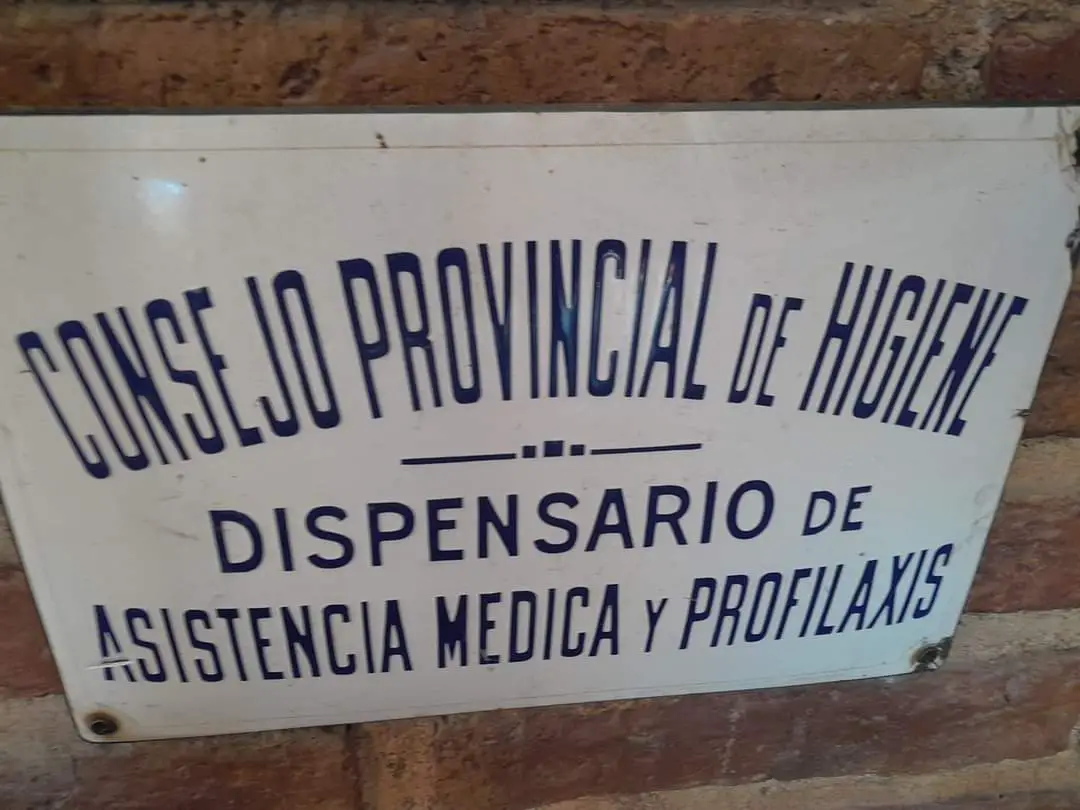 CONSEJO PROVINCIAL DE HIGIENE
DISPENSARIO DE
ASISTENCIA MEDICA Y PROFILAXIS